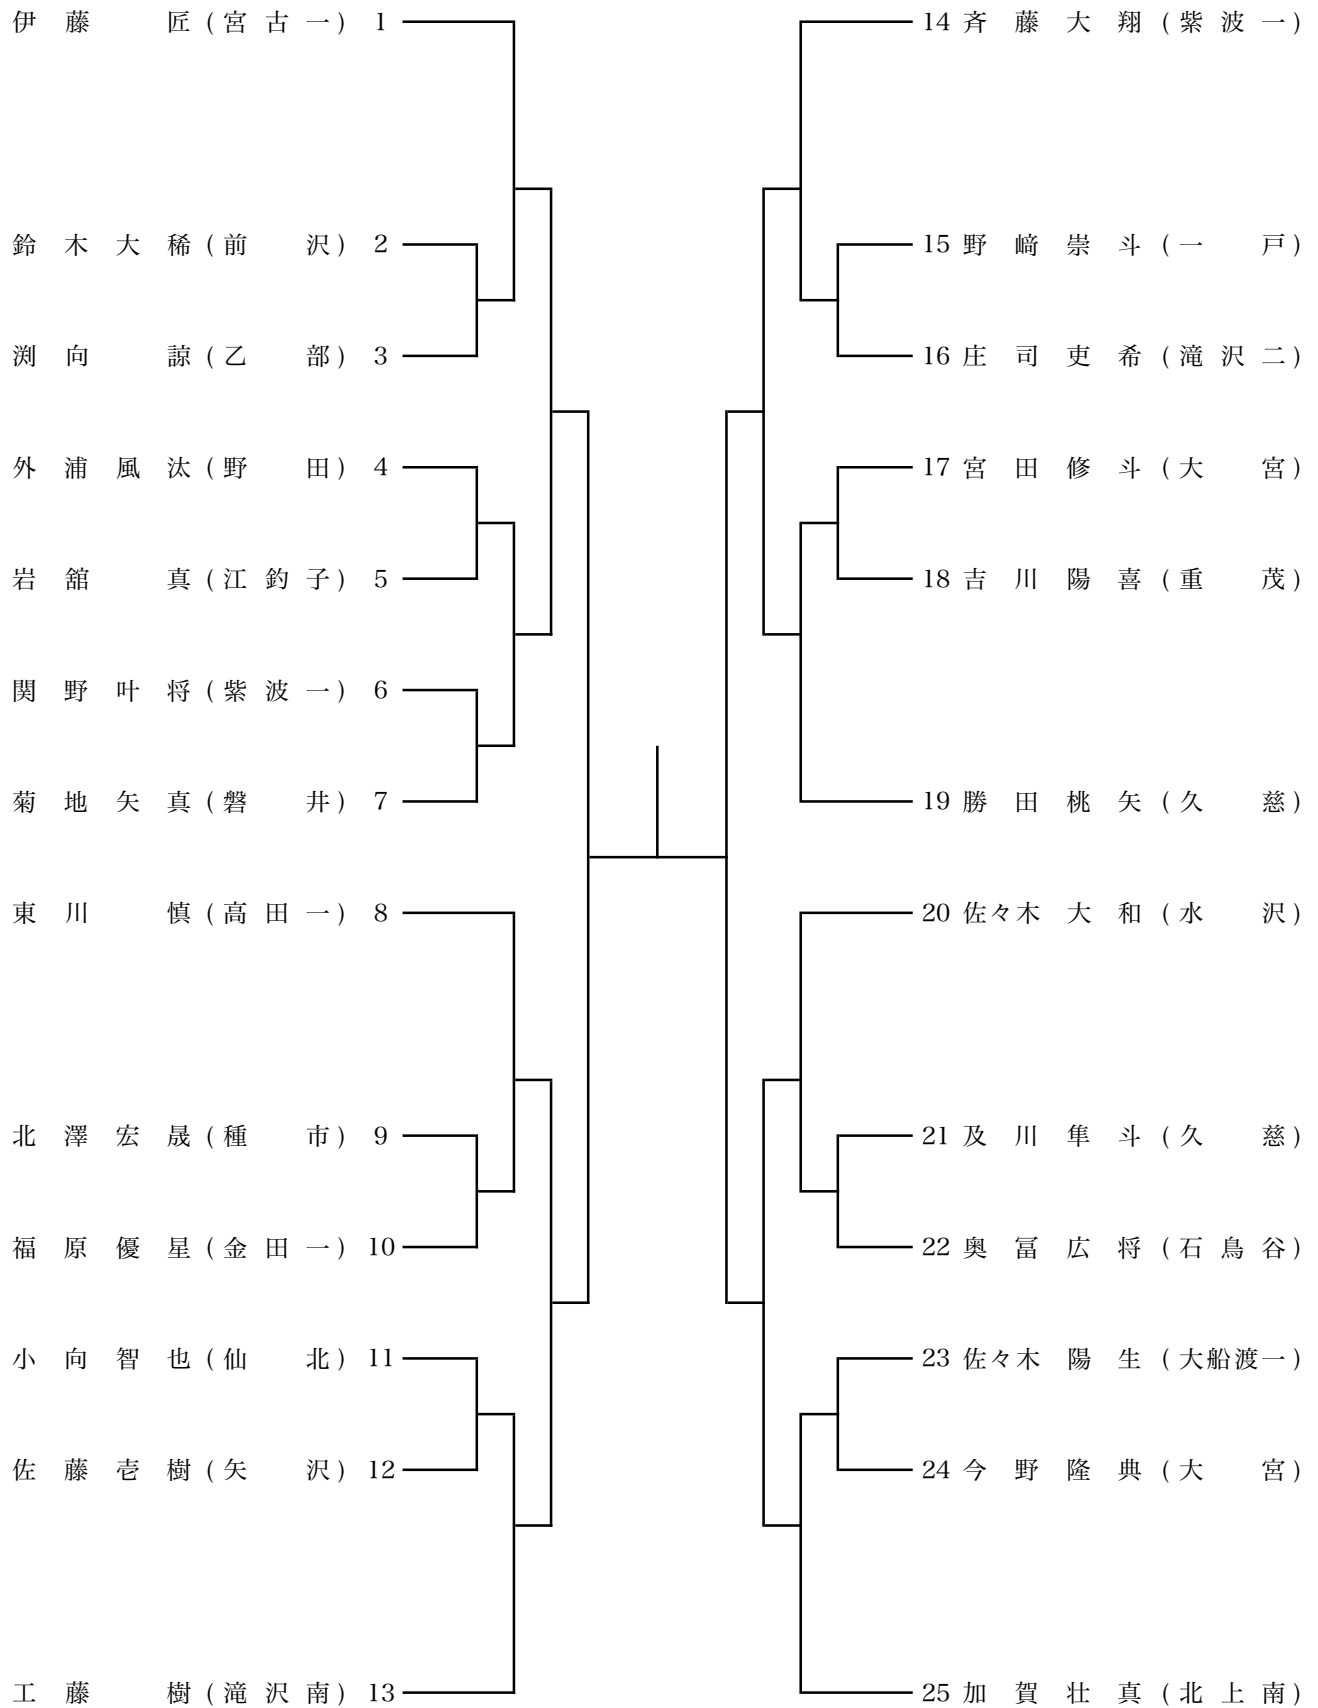 伊藤　匠(宮古一) 1
鈴木大稀(前　沢) 2
渕向　諒(乙　部) 3
外浦風汰(野　田) 4
岩舘　真(江釣子) 5
関野叶将(紫波一) 6
菊地矢真(磐　井) 7
東川　慎(高田一) 8
北澤宏晟(種　市) 9
福原優星(金田一) 10
小向智也(仙　北) 11
佐藤壱樹(矢　沢) 12
工藤　樹(滝沢南) 13
14 斉藤大翔(紫波一)
15 野﨑崇斗(一　戸)
16 庄司吏希(滝沢二)
17 宮田修斗(大　宮)
18 吉川陽喜(重　茂)
19 勝田桃矢(久　慈)
20 佐々木大和(水　沢)
21 及川隼斗(久　慈)
22 奥冨広将(石鳥谷)
23 佐々木陽生(大船渡一)
24 今野隆典(大　宮)
25 加賀壮真(北上南)